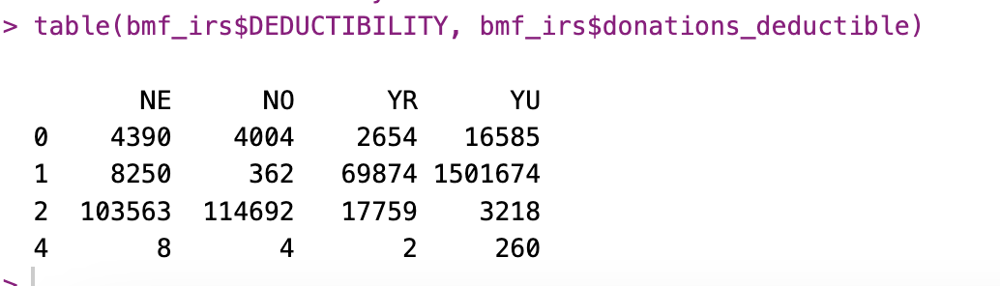 > table(bmf_irs$DEDUCTIBILITY, bmf_irs$donations_deductible)
NE NO YR YU
0 4390 4004 2654 16585
1 8250 362 69874 1501674
2 103563 114692 17759 3218
4 8 4 2 260
>